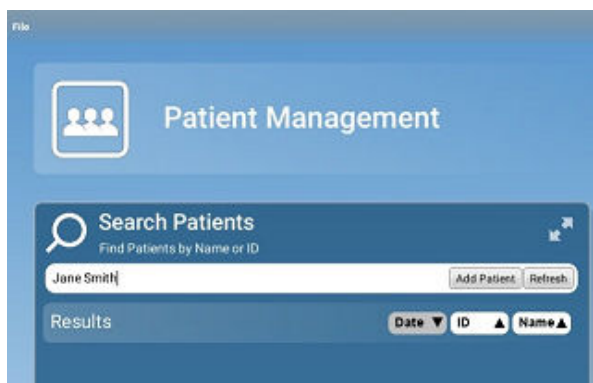 File
Patient Management
Search Patients
Find Patients by Name or ID
Jane Smith
Add Patient Refresh
Results
Date ▼ ID ▲ Name ▲